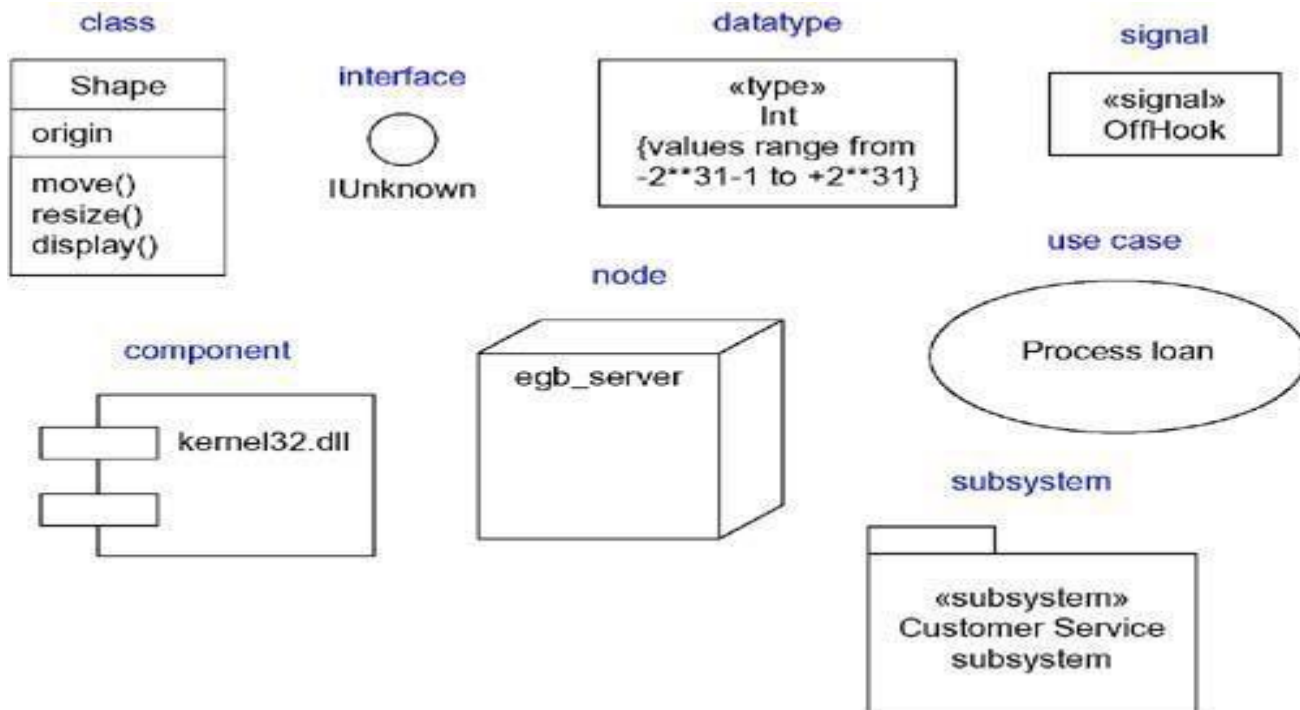 class
Shape
origin
move()
resize()
display()
interface
IUnknown
datatype
«type»
Int
{values range from
-2**31-1 to +2**31}
signal
«signal»
OffHook
component
kernel32.dll
node
egb_server
use case
Process loan
subsystem
«subsystem»
Customer Service
subsystem